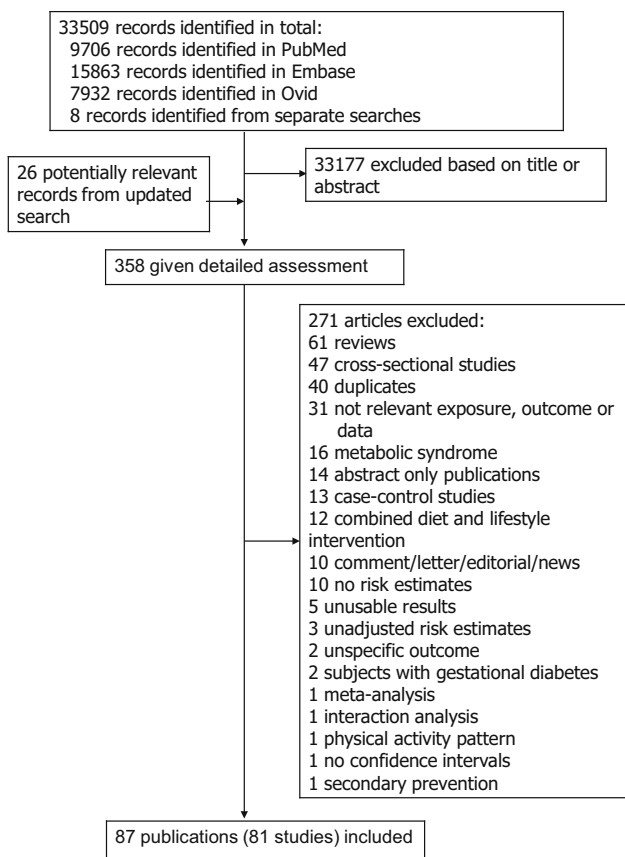 33509 records identified in total:
9706 records identified in PubMed
15863 records identified in Embase
7932 records identified in Ovid
8 records identified from separate searches
26 potentially relevant
records from updated
search
33177 excluded based on title or
abstract
358 given detailed assessment
271 articles excluded:
61 reviews
47 cross-sectional studies
40 duplicates
31 not relevant exposure, outcome or
data
16 metabolic syndrome
14 abstract only publications
13 case-control studies
12 combined diet and lifestyle
intervention
10 comment/letter/editorial/news
10 no risk estimates
5 unusable results
3 unadjusted risk estimates
2 unspecific outcome
2 subjects with gestational diabetes
1 meta-analysis
1 interaction analysis
1 physical activity pattern
1 no confidence intervals
1 secondary prevention
87 publications (81 studies) included